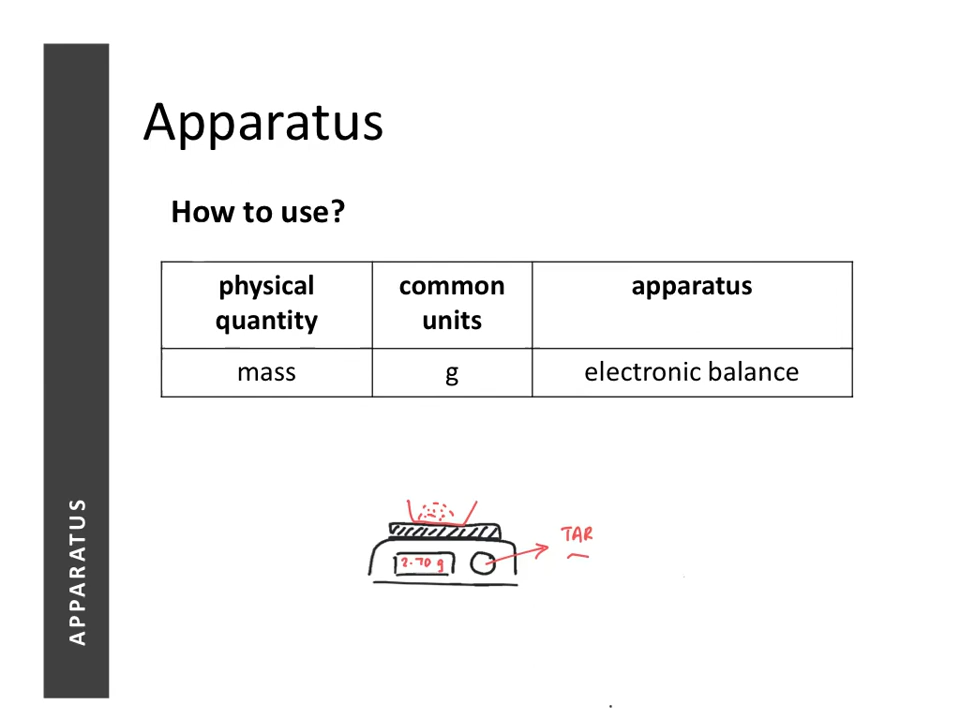 Apparatus
How to use?
physical quantity
common units
apparatus
mass
g
electronic balance
2.70 g
TAR
APPARATUS